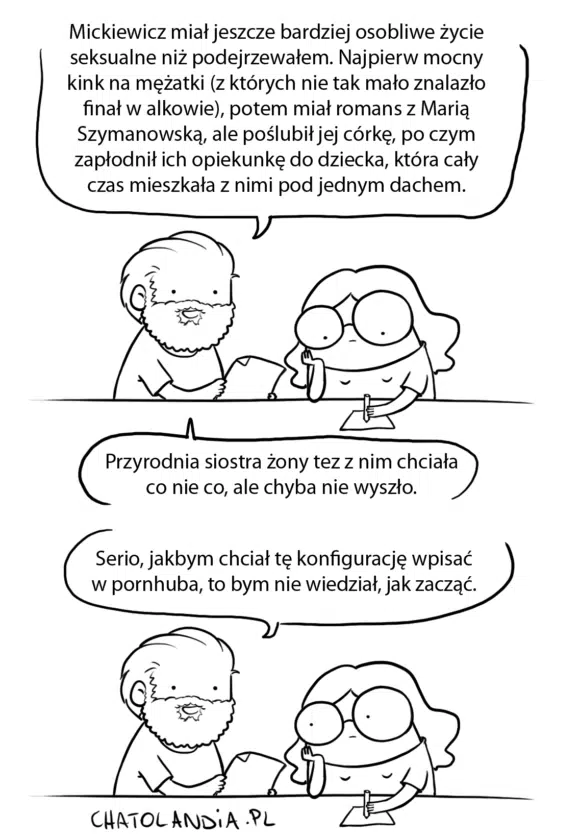 Mickiewicz miał jeszcze bardziej osobliwe życie
seksualne niż podejrzewałem. Najpierw mocny
kink na mężatki (z których nie tak mało znalazło
finał w alkowie), potem miał romans z Marią
Szymanowską, ale poślubił jej córkę, po czym
zapłodnił ich opiekunkę do dziecka, która cały
czas mieszkała z nimi pod jednym dachem.
Przyrodnia siostra żony tez z nim chciała
co nie co, ale chyba nie wyszło.
Serio, jakbym chciał tę konfigurację wpisać
w pornhuba, to bym nie wiedział, jak zacząć.
CHATOLANDiA.PL